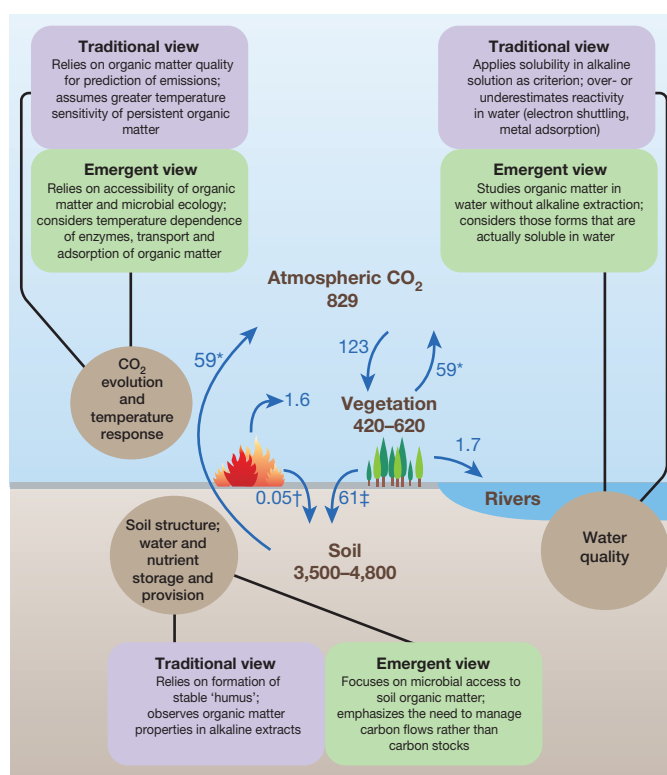 Traditional view
Relies on organic matter quality
for prediction of emissions;
assumes greater temperature
sensitivity of persistent organic
matter
Emergent view
Relies on accessibility of organic
matter and microbial ecology;
considers temperature dependence
of enzymes, transport and
adsorption of organic matter
Traditional view
Applies solubility in alkaline
solution as criterion; over- or
underestimates reactivity
in water (electron shuttling,
metal adsorption)
Emergent view
Studies organic matter in
water without alkaline extraction;
considers those forms that are
actually soluble in water
Atmospheric CO₂
829
59*
123
59*
CO₂
evolution
and
temperature
response
1.6
Vegetation
420–620
1.7
0.05†
61‡
Rivers
Soil structure;
water and
nutrient
storage and
provision
Soil
3,500–4,800
Water
quality
Traditional view
Relies on formation of
stable ‘humus’;
observes organic matter
properties in alkaline extracts
Emergent view
Focuses on microbial access to
soil organic matter;
emphasizes the need to manage
carbon flows rather than
carbon stocks